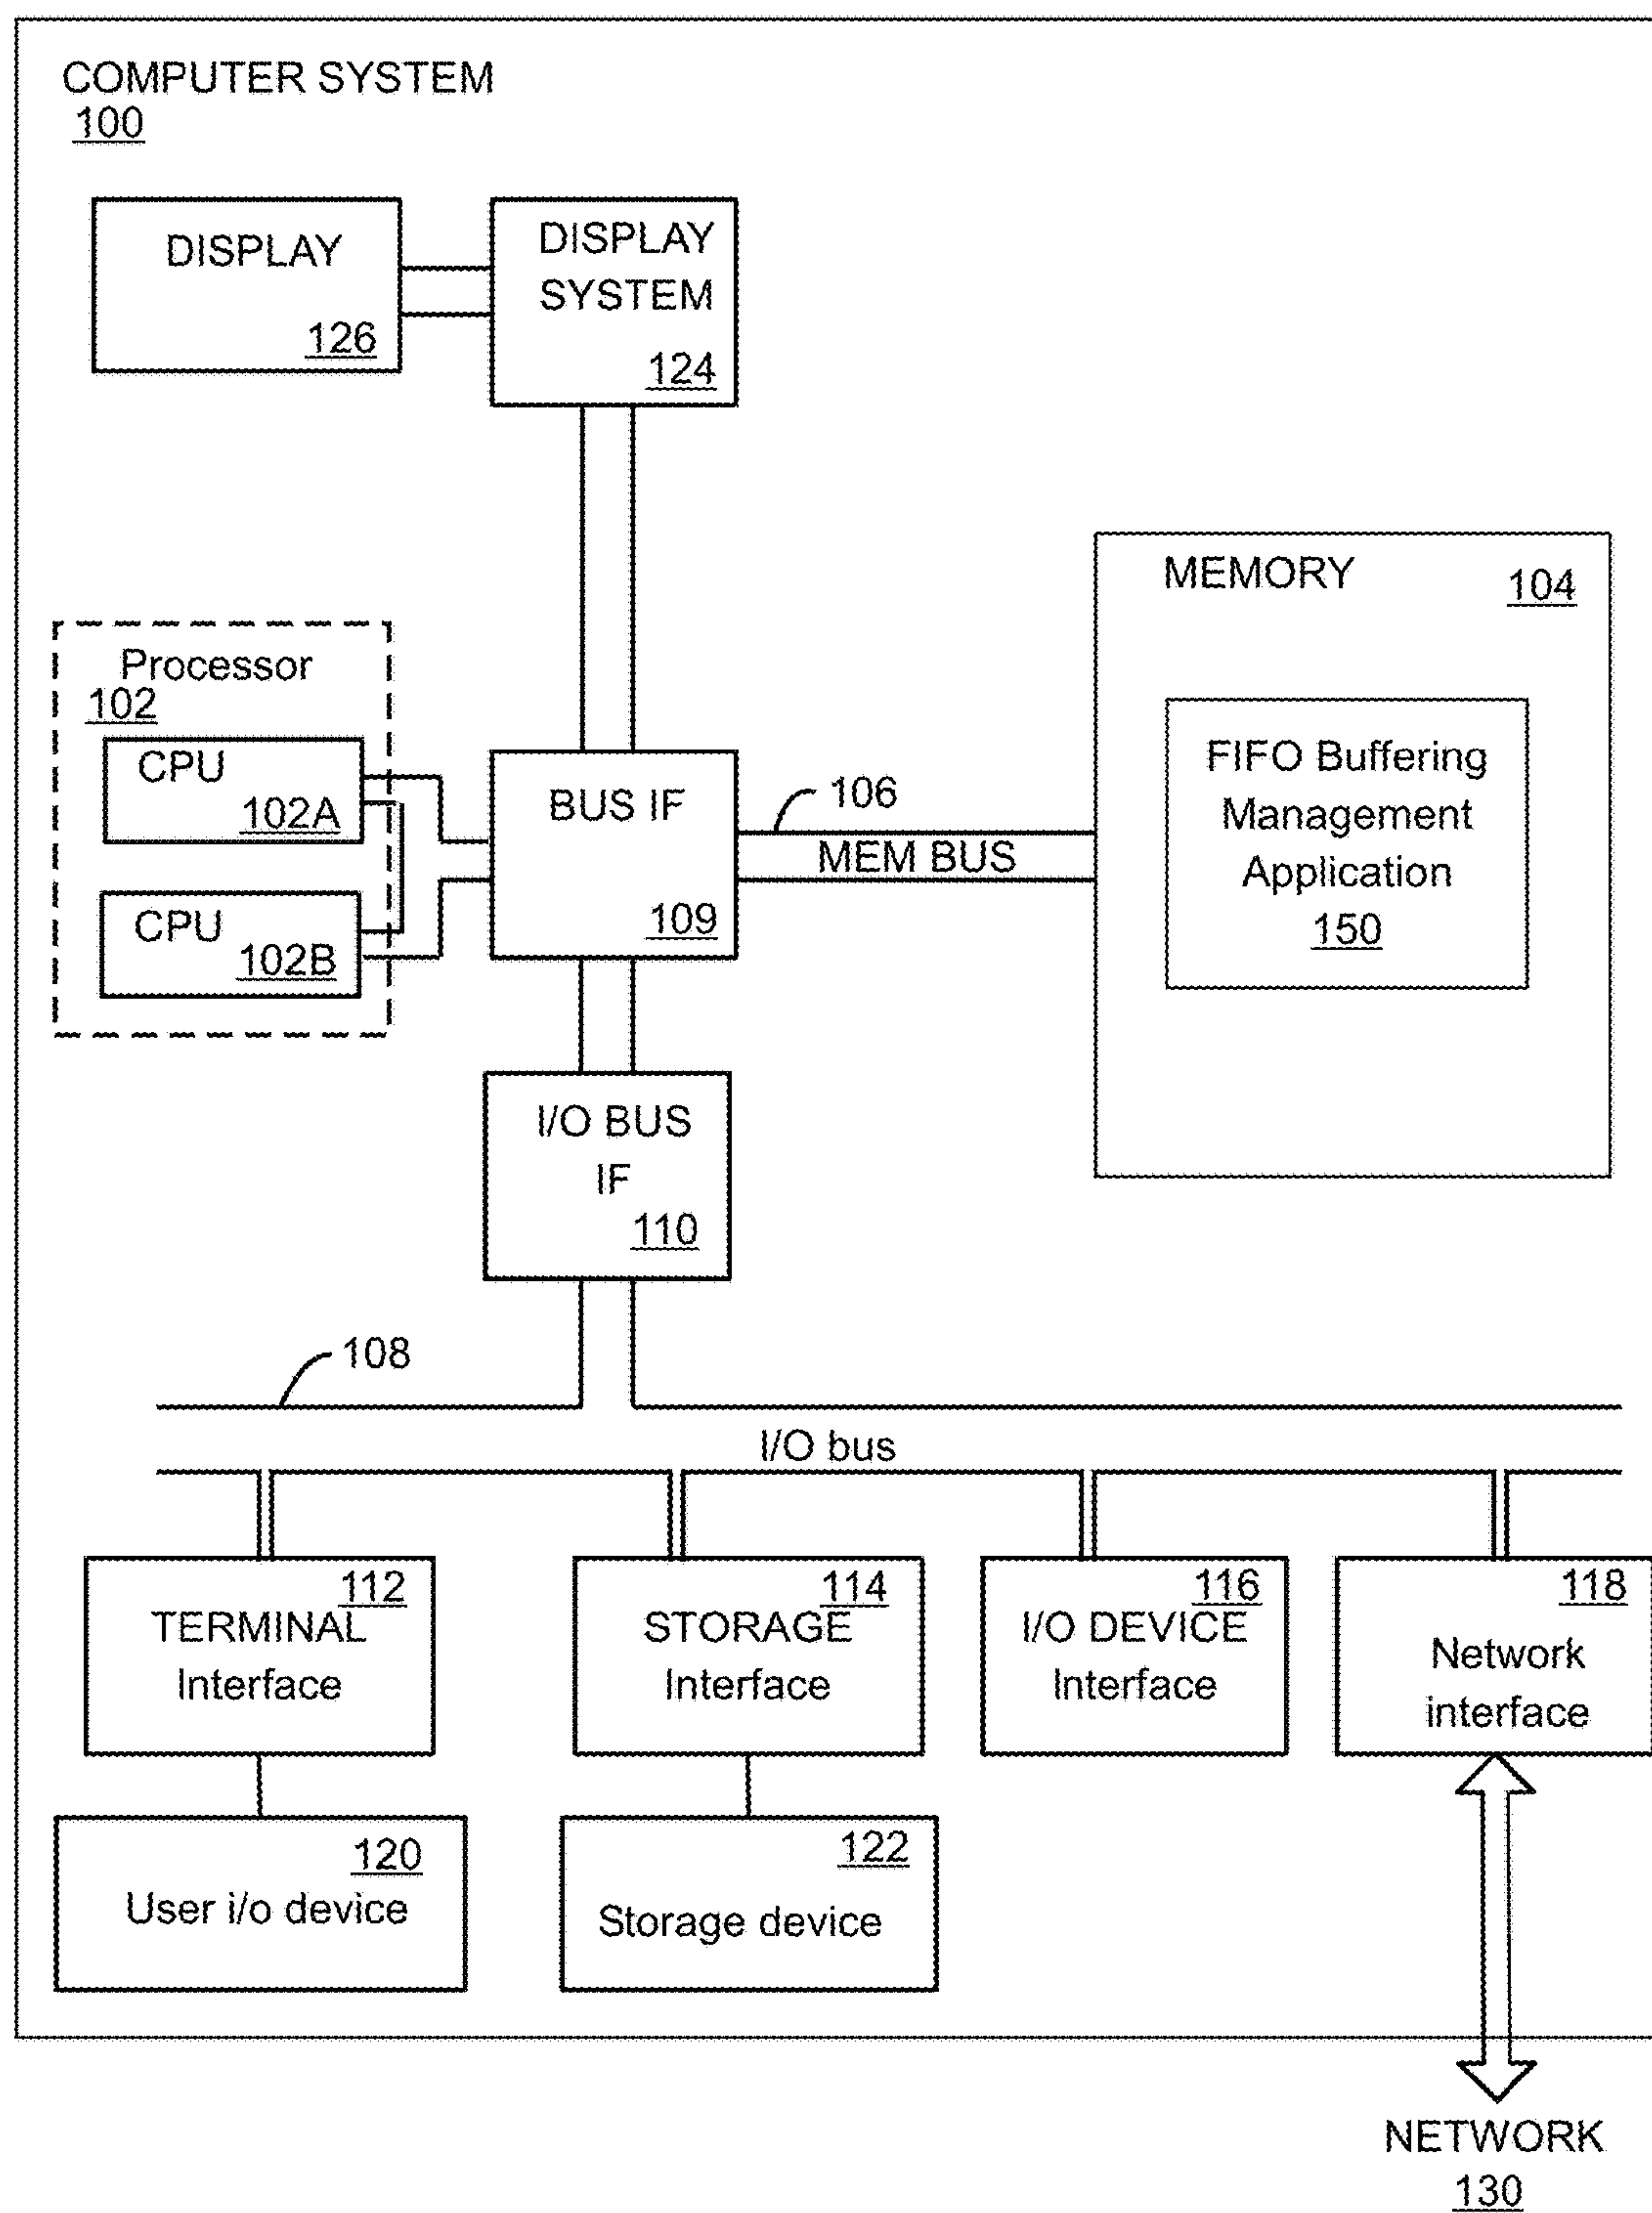 COMPUTER SYSTEM
100
DISPLAY
126
DISPLAY
SYSTEM
124
MEMORY
104
Processor
102
CPU
102A
CPU
102B
BUS IF
109
106
MEM BUS
FIFO Buffering
Management
Application
150
I/O BUS
IF
110
108
I/O bus
112
TERMINAL
Interface
114
STORAGE
Interface
116
I/O DEVICE
Interface
118
Network
interface
120
User i/o device
122
Storage device
NETWORK
130